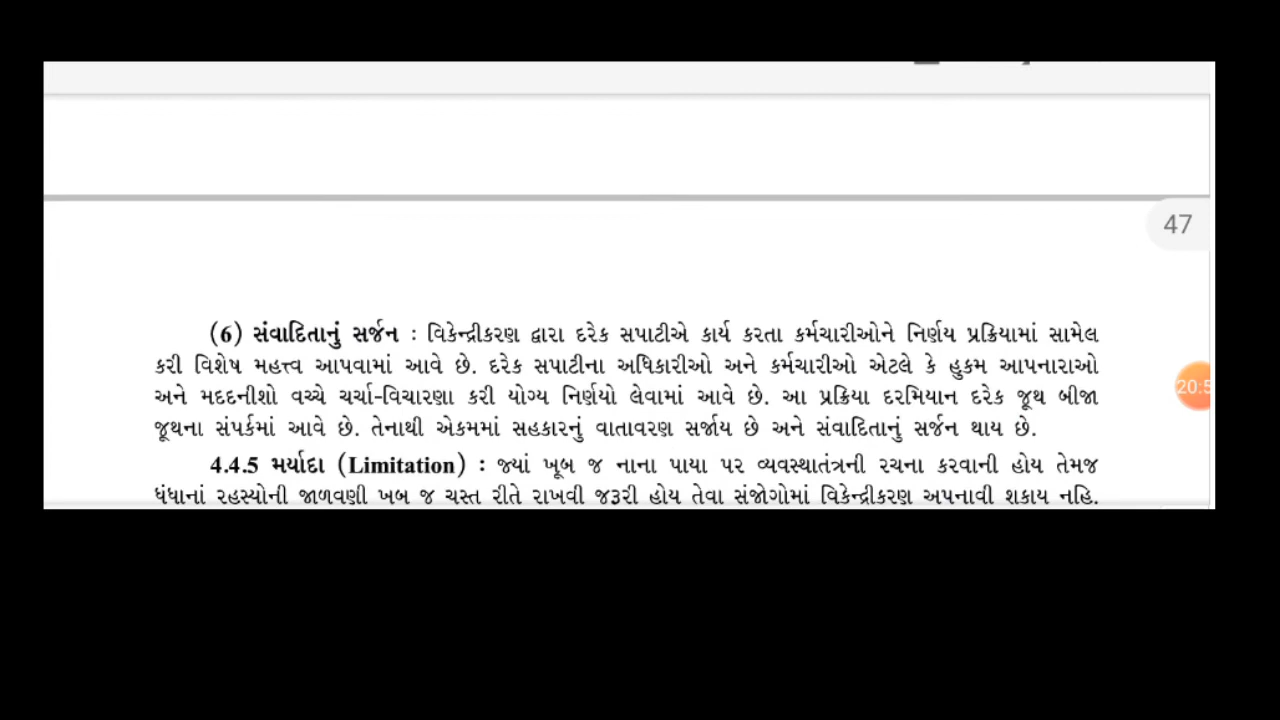 47
(6) સંવાદિતાનું સર્જન : વિકેન્દ્રીકરણ દ્વારા દરેક સપાટીએ કાર્ય કરતા કર્મચારીઓને નિર્ણય પ્રક્રિયામાં સામેલ
કરી વિશેષ મહત્ત્વ આપવામાં આવે છે. દરેક સપાટીના અધિકારીઓ અને કર્મચારીઓ એટલે કે હુકમ આપનારાઓ
અને મદદનીશો વચ્ચે ચર્ચા-વિચારણા કરી યોગ્ય નિર્ણયો લેવામાં આવે છે. આ પ્રક્રિયા દરમિયાન દરેક જૂથ બીજા
જૂથના સંપર્કમાં આવે છે. તેનાથી એકમમાં સહકારનું વાતાવરણ સર્જાય છે અને સંવાદિતાનું સર્જન થાય છે.
4.4.5 મર્યાદા (Limitation) : જ્યાં ખૂબ જ નાના પાયા પર વ્યવસ્થાતંત્રની રચના કરવાની હોય તેમજ
ધંધાનાં રહસ્યોની જાળવણી ખૂબ જ ચસ્ત રીતે રાખવી જરૂરી હોય તેવા સંજોગોમાં વિકેન્દ્રીકરણ અપનાવી શકાય નહિ.